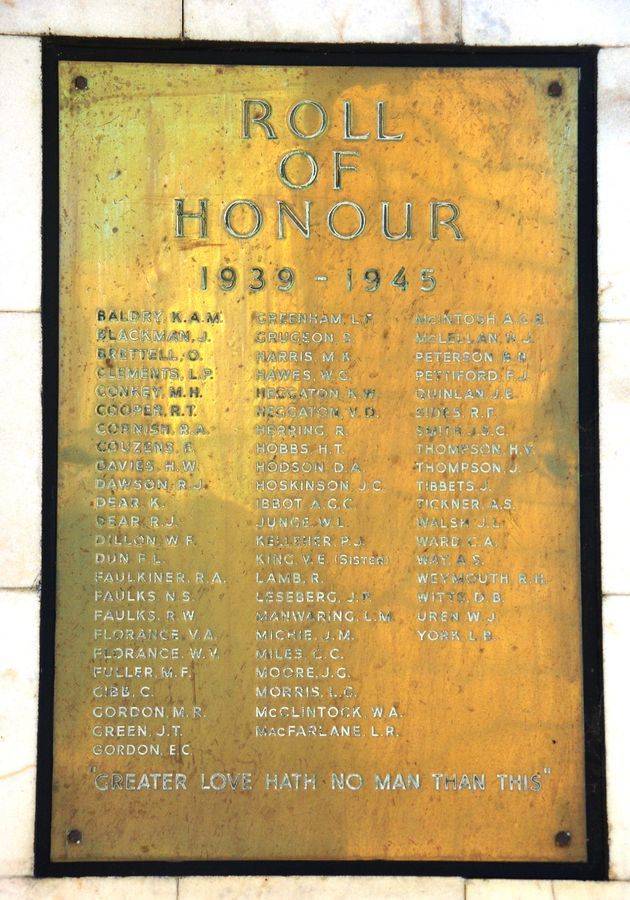 ROLL
OF
HONOUR
1939 - 1945
BALDRY, K.A.M.
BLACKMAN, J.
BRETTELL, O.
CLEMENTS, L.P.
CONKEY, M.H.
COOPER, R.T.
CORNISH, R.A.
COUZENS, E.
DAVIES, H.W.
DAWSON, R.J.
DEAR, K.
DEAR, R.J.
DILLON, W.F.
DUN, F.L.
FAULKINER, R.A.
FAULKS, N.S.
FAULKS, R.W.
FLORANCE, V.A.
FLORANCE, W.V.
FULLER, M.F.
GIBB, C.
GORDON, M.R.
GREEN, J.T.
GORDON, E.C.
GREENHAM, L.F.
GRUGEON, S.
HARRIS, M.K.
HAWES, W.G.
HEGGATON, K.W.
HEGGATON, V.D.
HERRING, R.
HOBBS, H.T.
HODSON, D.A.
HOSKINSON, J.C.
IBBOT, A.G.C.
JUNGE, W.L.
KELLEHER, P.J.
KING, V.E. (SISTER)
LAMB, R.
LESEBERG, J.F.
MANWARING, L.M.
MICHIE, J.M.
MILES, C.C.
MOORE, J.G.
MORRIS, L.G.
McCLINTOCK, W.A.
MacFARLANE, L.R.
McINTOSH, A.G.B.
McLELLAN, W.J.
PETERSON, B.N.
PETTIFORD, F.J.
QUINLAN, J.E.
SIDES, R.F.
SMITH, J.S.C.
THOMPSON, H.V.
THOMPSON, J.
TIBBETS, J.
TICKNER, A.S.
WALSH, J.L.
WARD, C.A.
WAY, A.S.
WEYMOUTH, R.H.
WITTS, D.B.
UREN, W.J.
YORK, L.B.
"GREATER LOVE HATH NO MAN THAN THIS"